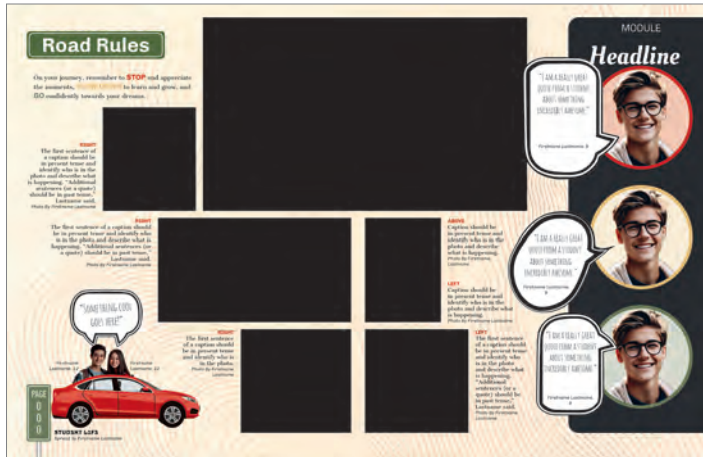 Road Rules
On your journey, remember to STOP and appreciate
the moments, SLOW DOWN to learn and grow, and
GO confidently towards your dreams.
RIGHT
The first sentence of
a caption should be
in present tense and
identify who is in the
photo and describe what
is happening. "Additional
sentences (or a quote)
should be in past tense,"
Lastname said.
Photo By Firstname Lastname
RIGHT
The first sentence of a caption should be
in present tense and identify who
is in the photo and describe what is
happening. "Additional sentences (or
a quote) should be in past tense,"
Lastname said.
Photo by Firstname Lastname
ABOVE
Caption should be
in present tense and
identify who is in the
photo and describe
what is happening.
Photo By Firstname
Lastname
LEFT
Caption should be
in present tense and
identify who is in the
photo and describe
what is happening.
Photo By Firstname Lastname
RIGHT
The first sentence
of a caption should
be in present tense
and identify who is in
the photo.
Photo By Firstname
Lastname
LEFT
The first sentence
of a caption should
be in present tense
and identify who
is in the photo
and describe what
is happening.
"Additional
sentences (or a
quote) should be in
past tense,"
Lastname said.
Photo By Firstname
Lastname
"SOMETHING COOL
GOES HERE!"
Firstname
Lastname, 12
Firstname
Lastname, 12
PAGE
0
0
0
STUDENT LIFE
Spread by Firstname Lastname
MODULE
Headline
"I AM A REALLY GREAT
QUOTE FROM A STUDENT
ABOUT SOMETHING
INCREDIBLY AWESOME."
Firstname Lastname,
"I AM A REALLY GREAT
QUOTE FROM A STUDENT
ABOUT SOMETHING
INCREDIBLY AWESOME."
Firstname Lastname,
"I AM A REALLY GREAT
QUOTE FROM A STUDENT
ABOUT SOMETHING
INCREDIBLY AWESOME."
Firstname Lastname,